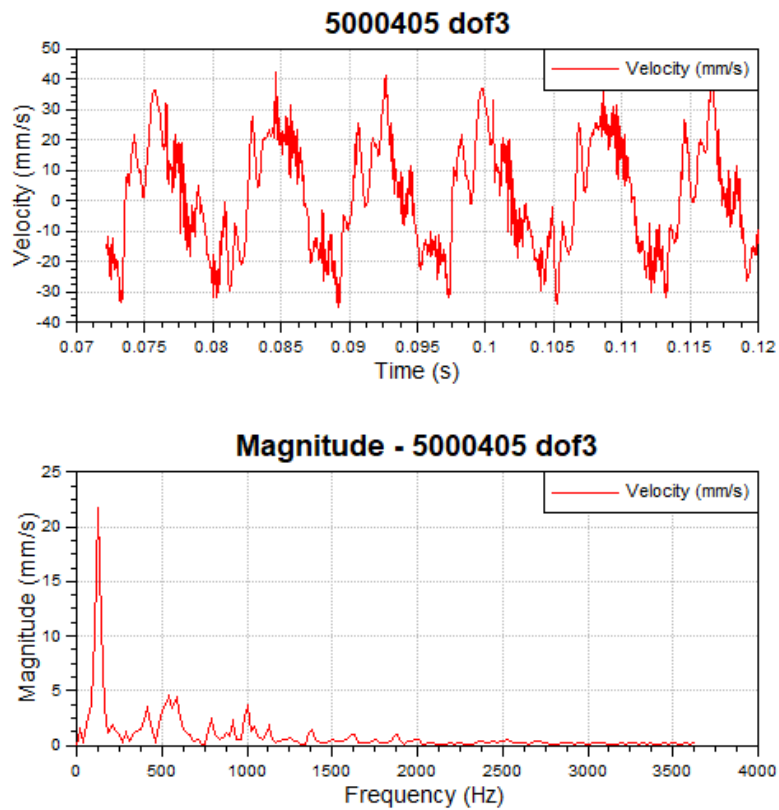 5000405 dof3
50
40
30
20
10
0
-10
-20
-30
-40
Velocity (mm/s)
Velocity (mm/s)
0.07 0.075 0.08 0.085 0.09 0.095 0.1 0.105 0.11 0.115 0.12
Time (s)
Magnitude - 5000405 dof3
25
20
15
10
5
0
Magnitude (mm/s)
Velocity (mm/s)
0 500 1000 1500 2000 2500 3000 3500 4000
Frequency (Hz)